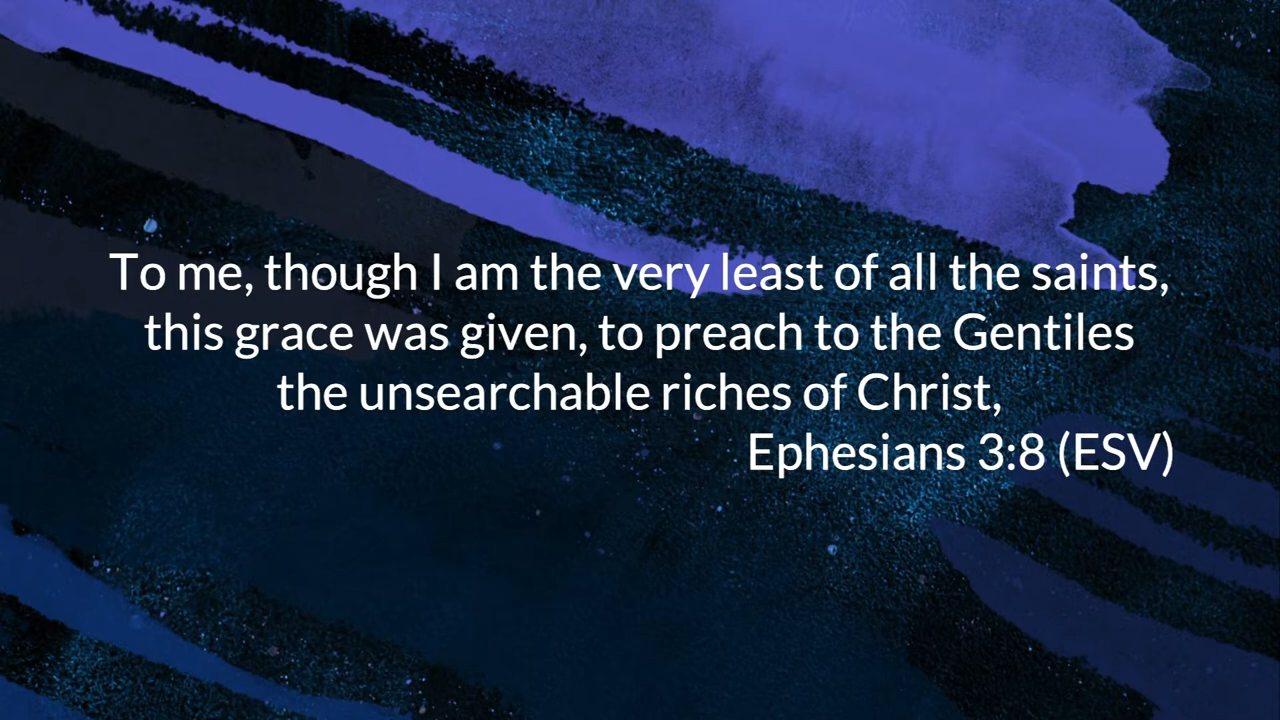 To me, though I am the very least of all the saints,
this grace was given, to preach to the Gentiles
the unsearchable riches of Christ,
Ephesians 3:8 (ESV)